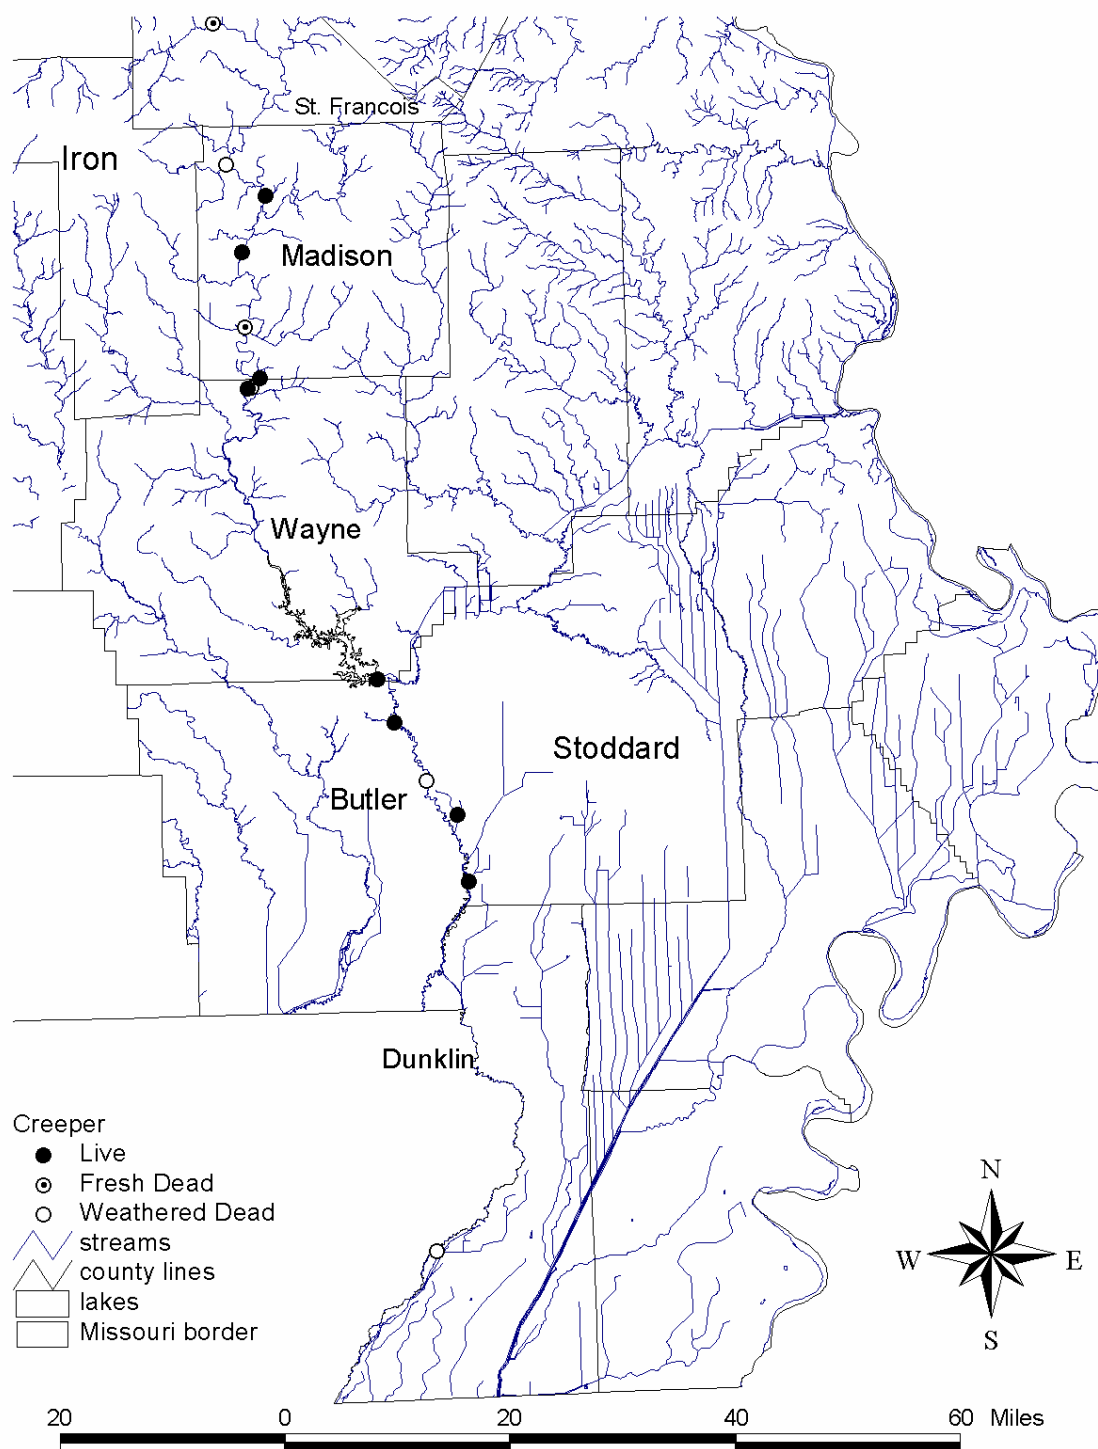 St. Francois
Iron
Madison
Wayne
Stoddard
Butler
Dunklin
Creeper
Live
Fresh Dead
Weathered Dead
streams
county lines
lakes
Missouri border
N
W E
S
20 0 20 40 60 Miles